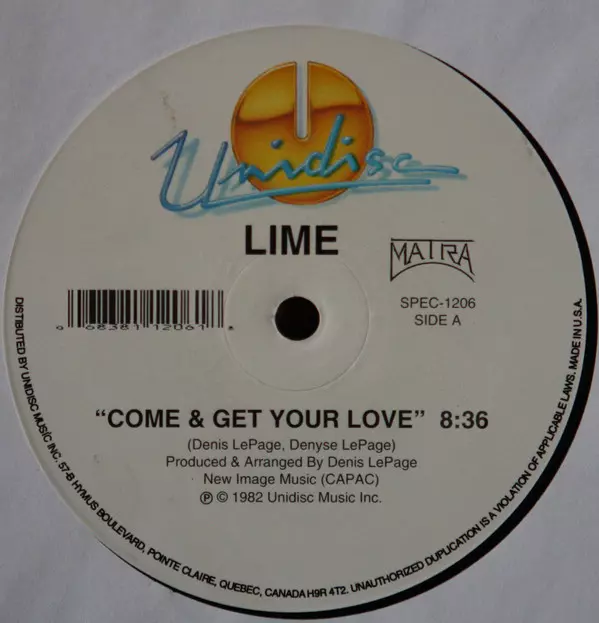 Unidisc
LIME
MATRA
SPEC-1206
SIDE A
0 68381 12061
"COME & GET YOUR LOVE" 8:36
(Denis LePage, Denyse LePage)
Produced & Arranged By Denis LePage
New Image Music (CAPAC)
℗ © 1982 Unidisc Music Inc.
DISTRIBUTED BY UNIDISC MUSIC INC. 57-B HYMUS BOULEVARD, POINTE CLAIRE, QUEBEC, CANADA H9R 4T2. UNAUTHORIZED DUPLICATION IS A VIOLATION OF APPLICABLE LAWS. MADE IN U.S.A.